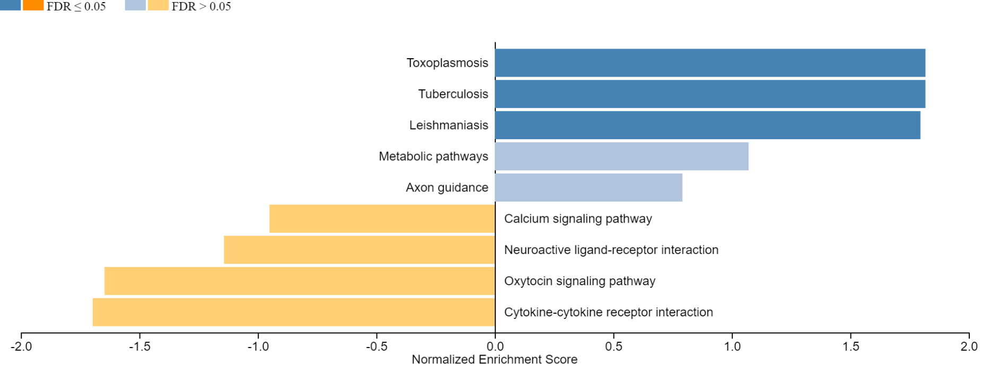 FDR ≤ 0.05 FDR > 0.05
Toxoplasmosis
Tuberculosis
Leishmaniasis
Metabolic pathways
Axon guidance
Calcium signaling pathway
Neuroactive ligand-receptor interaction
Oxytocin signaling pathway
Cytokine-cytokine receptor interaction
-2.0 -1.5 -1.0 -0.5 0.0 0.5 1.0 1.5 2.0
Normalized Enrichment Score